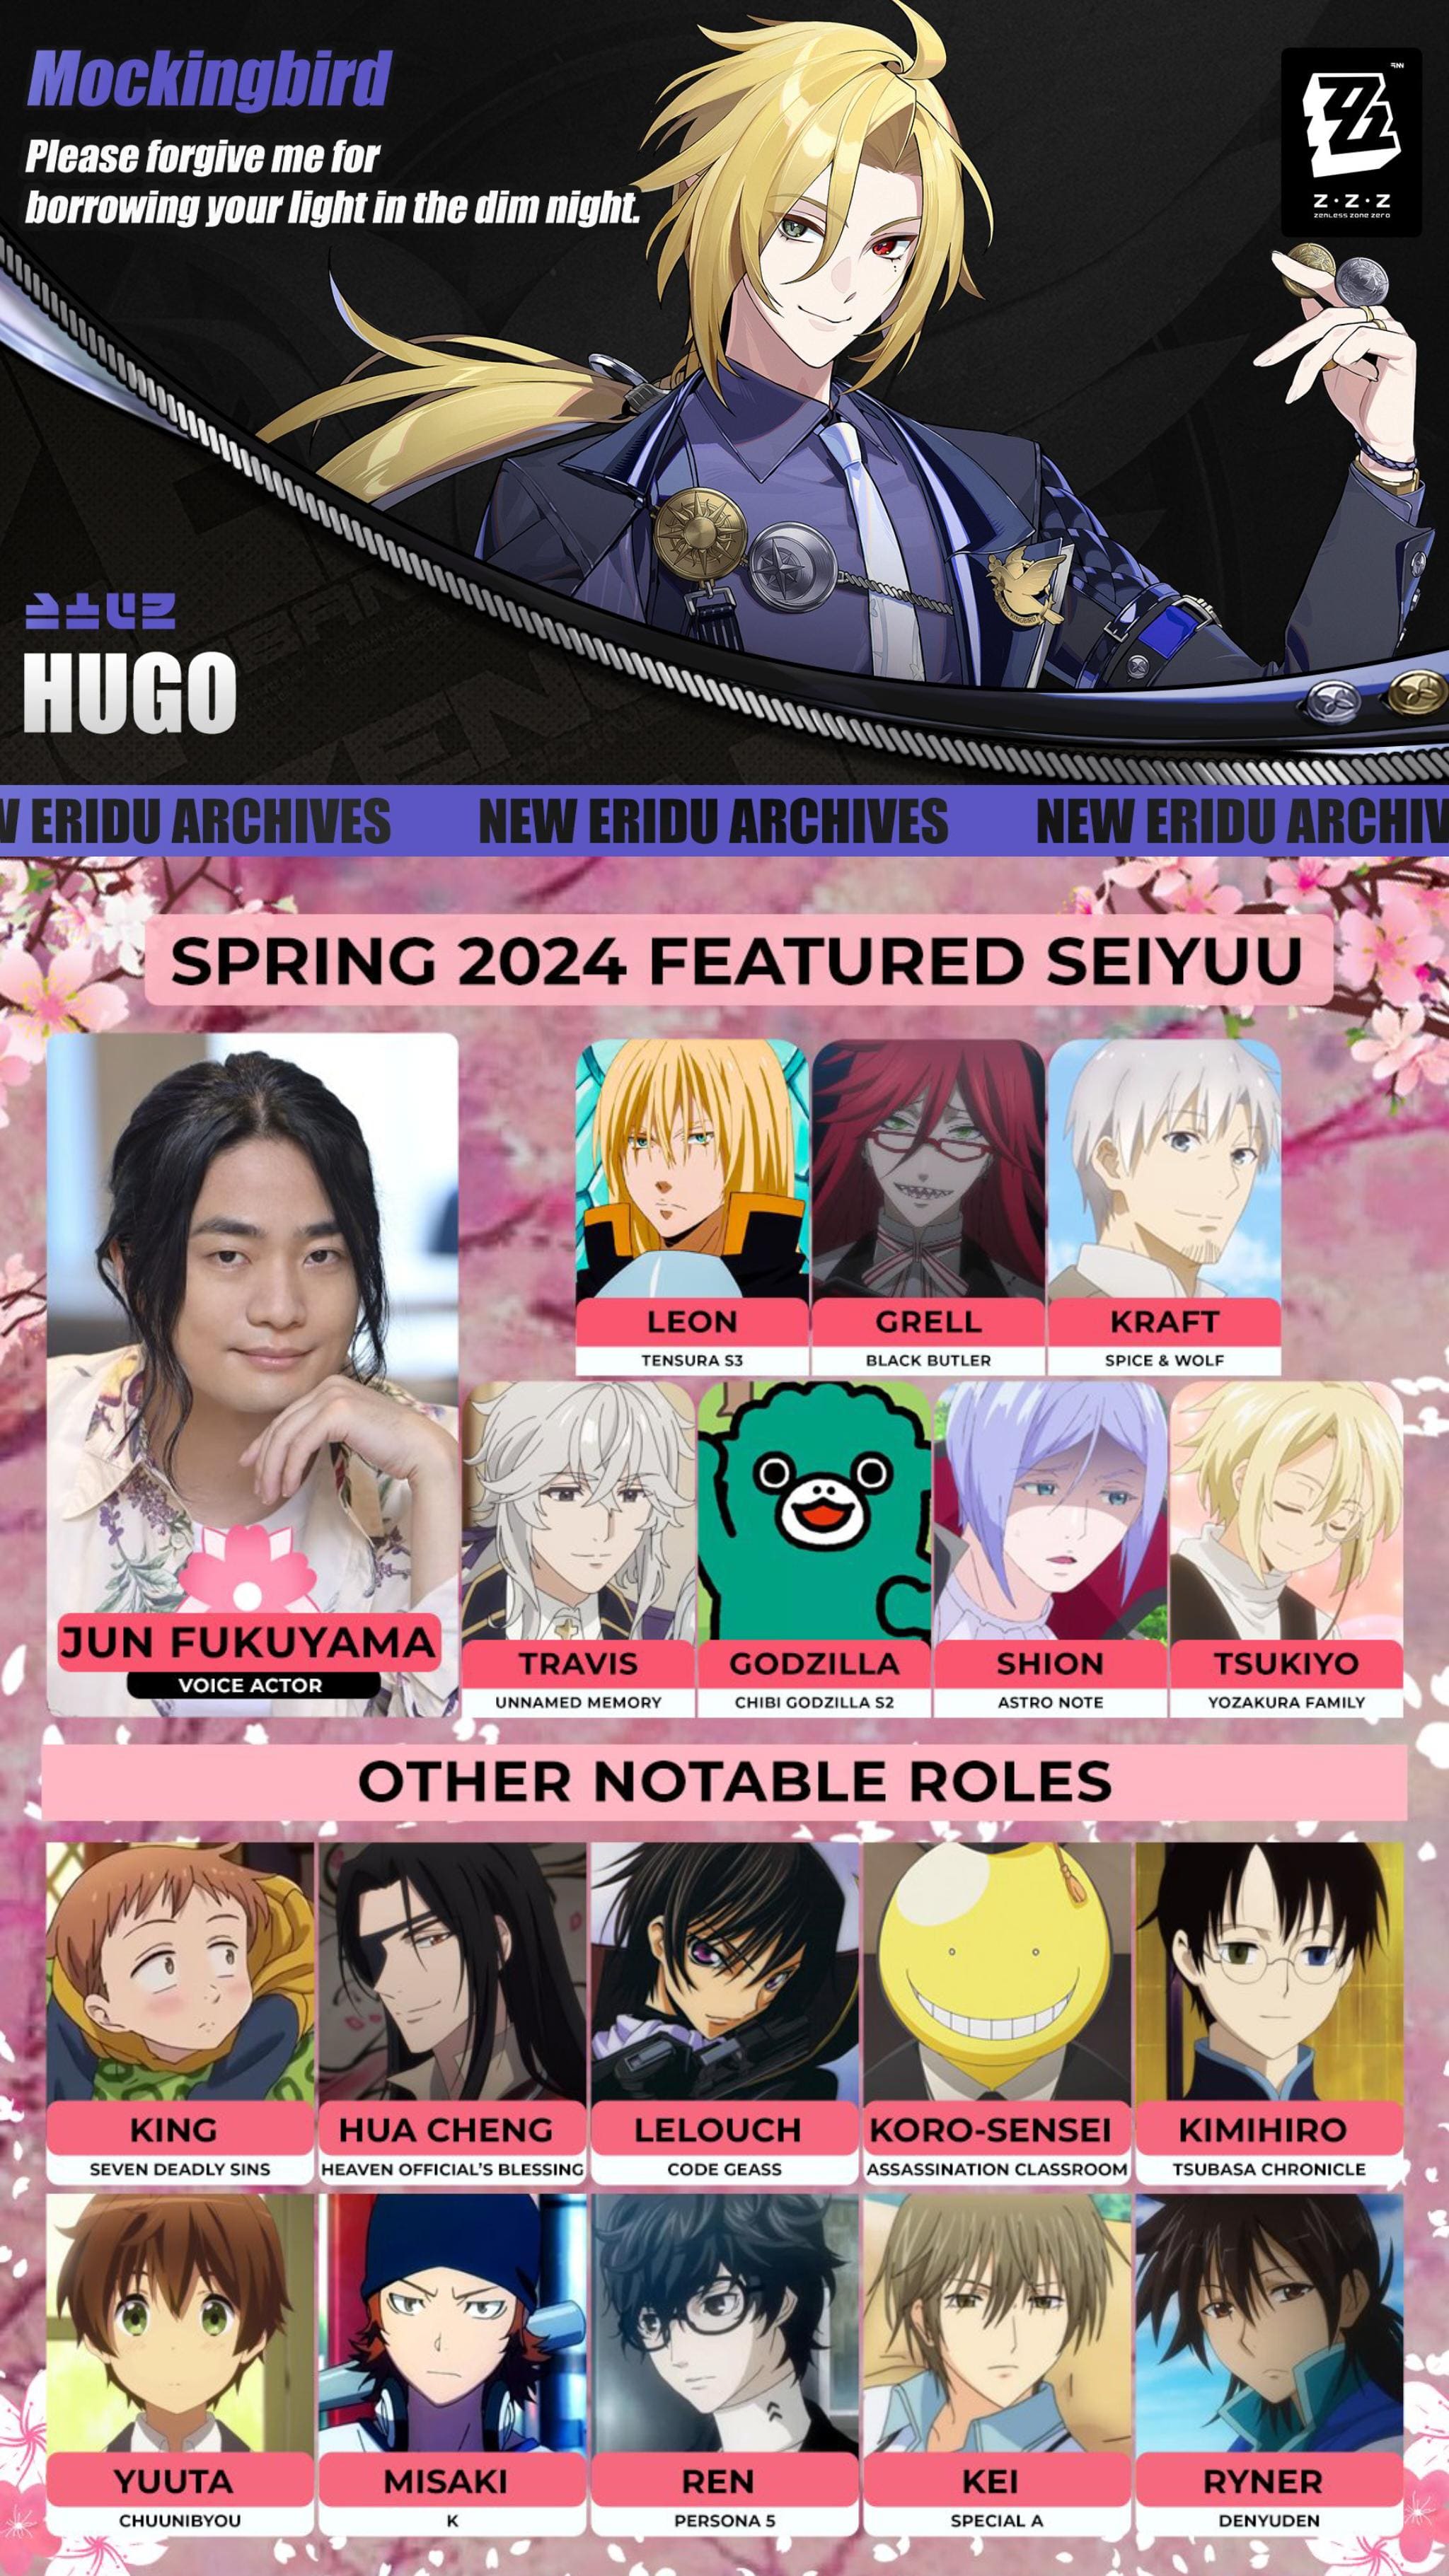 Mockingbird
Please forgive me for
borrowing your light in the dim night.
Z·Z·Z
ZENLESS ZONE ZERO
HUGO
W ERIDU ARCHIVES NEW ERIDU ARCHIVES NEW ERIDU ARCHIV
SPRING 2024 FEATURED SEIYUU
LEON
TENSURA S3
GRELL
BLACK BUTLER
KRAFT
SPICE & WOLF
JUN FUKUYAMA
VOICE ACTOR
TRAVIS
UNNAMED MEMORY
GODZILLA
CHIBI GODZILLA S2
SHION
ASTRO NOTE
TSUKIYO
YOZAKURA FAMILY
OTHER NOTABLE ROLES
KING
SEVEN DEADLY SINS
HUA CHENG
HEAVEN OFFICIAL'S BLESSING
LELOUCH
CODE GEASS
KORO-SENSEI
ASSASSINATION CLASSROOM
KIMIHIRO
TSUBASA CHRONICLE
YUUTA
CHUUNIBYOU
MISAKI
K
REN
PERSONA 5
KEI
SPECIAL A
RYNER
DENYUDEN